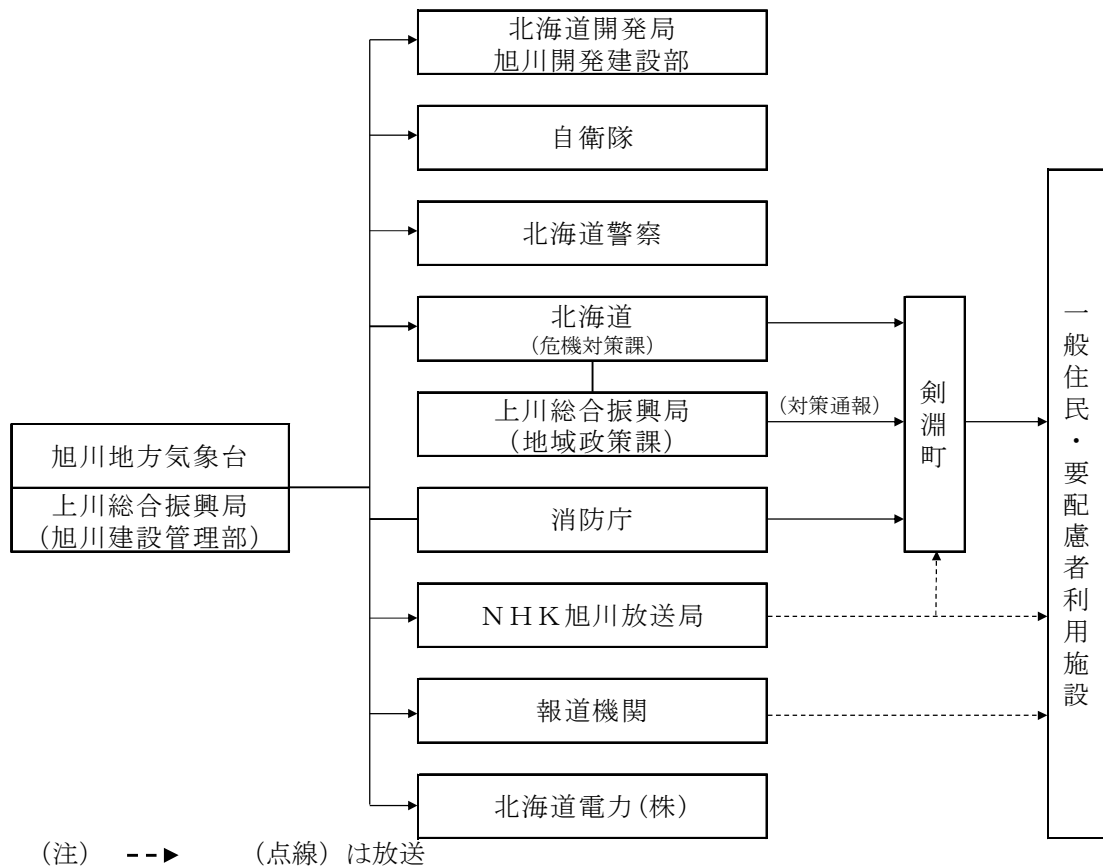 北海道開発局
旭川開発建設部
自衛隊
北海道警察
北海道
（危機対策課）
上川総合振興局
（地域政策課）
（対策通報）
剣淵町
一般住民・要配慮者利用施設
旭川地方気象台
上川総合振興局
（旭川建設管理部）
消防庁
ＮＨＫ旭川放送局
報道機関
北海道電力（株）
（注） （点線）は放送